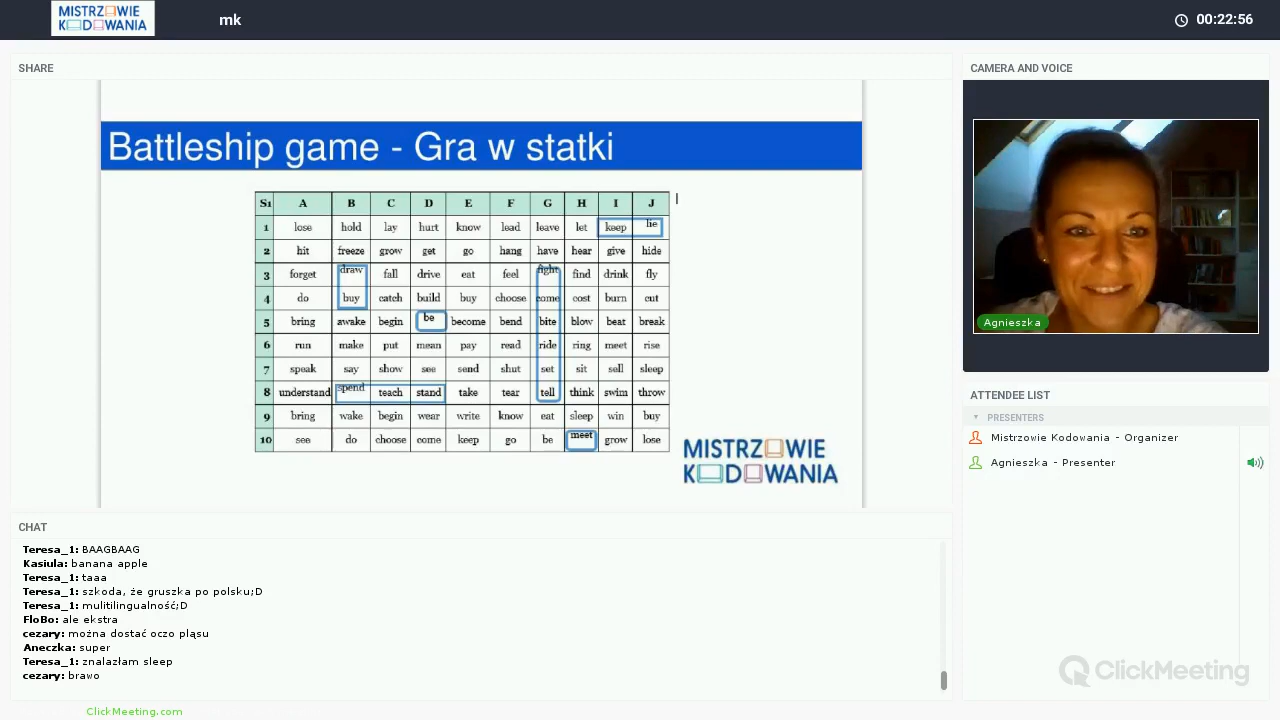 MISTRZOWIE
KODOWANIA
mk
00:22:56
SHARE
CAMERA AND VOICE
Battleship game - Gra w statki
S1 A B C D E F G H I J
1 lose hold lay hurt know lead leave let keep lie
2 hit freeze grow get go hang have hear give hide
3 forget draw fall drive eat feel fight find drink fly
4 do buy catch build buy choose come cost burn cut
5 bring awake begin be become bend bite blow beat break
6 run make put mean pay read ride ring meet rise
7 speak say show see send shut set sit sell sleep
8 understand spend teach stand take tear tell think swim throw
9 bring wake begin wear write know eat sleep win buy
10 see do choose come keep go be meet grow lose
MISTRZOWIE
KODOWANIA
Agnieszka
ATTENDEE LIST
PRESENTERS
Mistrzowie Kodowania - Organizer
Agnieszka - Presenter
CHAT
Teresa_1: BAAGBAAG
Kasiula: banana apple
Teresa_1: taaa
Teresa_1: szkoda, że gruszka po polsku;D
Teresa_1: mulitilingualność;D
FloBo: ale ekstra
cezary: można dostać oczo pląsu
Aneczka: super
Teresa_1: znalazłam sleep
cezary: brawo
ClickMeeting
ClickMeeting.com